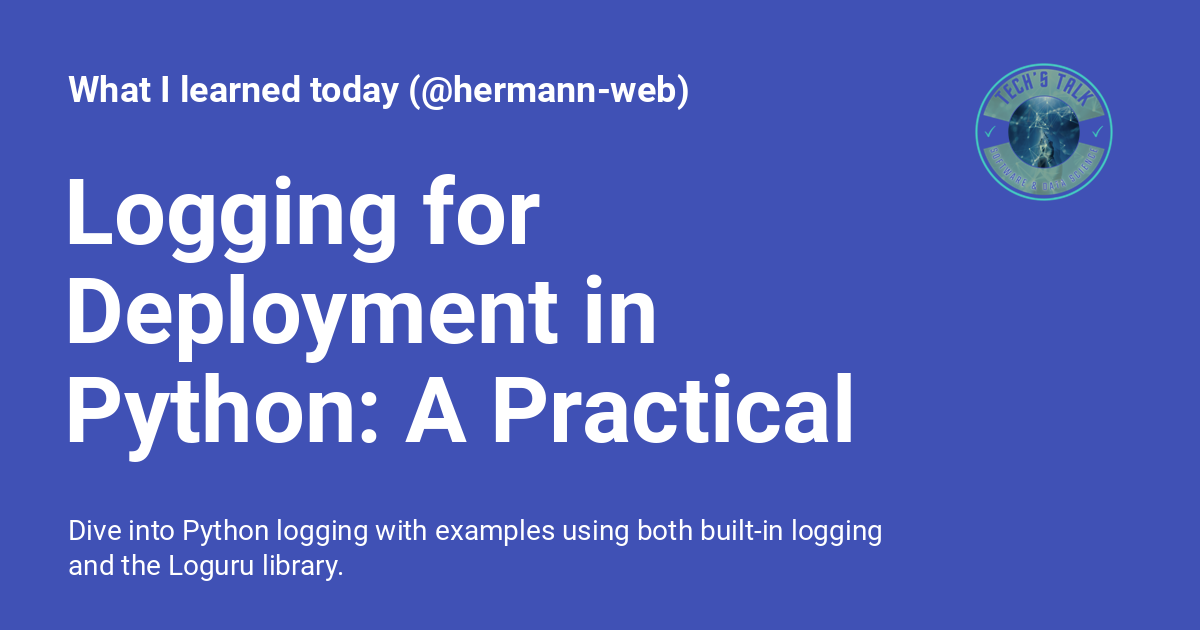 What I learned today (@hermann-web)
TECH'S TALK
SOFTWARE & DATA SCIENCE
Logging for
Deployment in
Python: A Practical
Dive into Python logging with examples using both built-in logging
and the Loguru library.